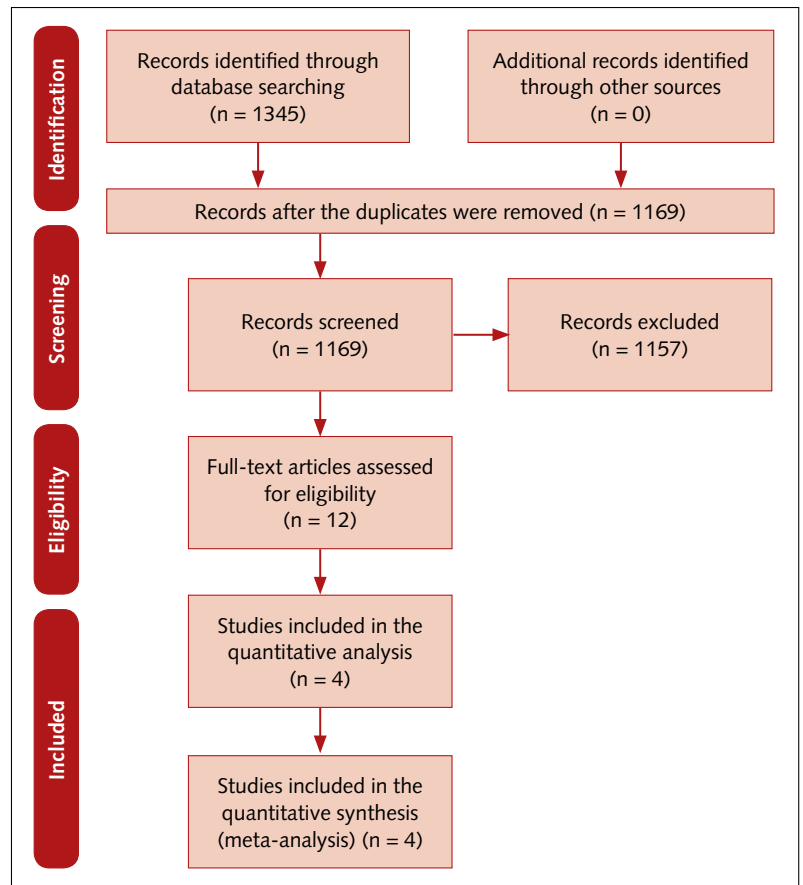 Identification
Records identified through
database searching
(n = 1345)
Additional records identified
through other sources
(n = 0)
Records after the duplicates were removed (n = 1169)
Screening
Records screened
(n = 1169)
Records excluded
(n = 1157)
Eligibility
Full-text articles assessed
for eligibility
(n = 12)
Included
Studies included in the
quantitative analysis
(n = 4)
Studies included in the
quantitative synthesis
(meta-analysis) (n = 4)